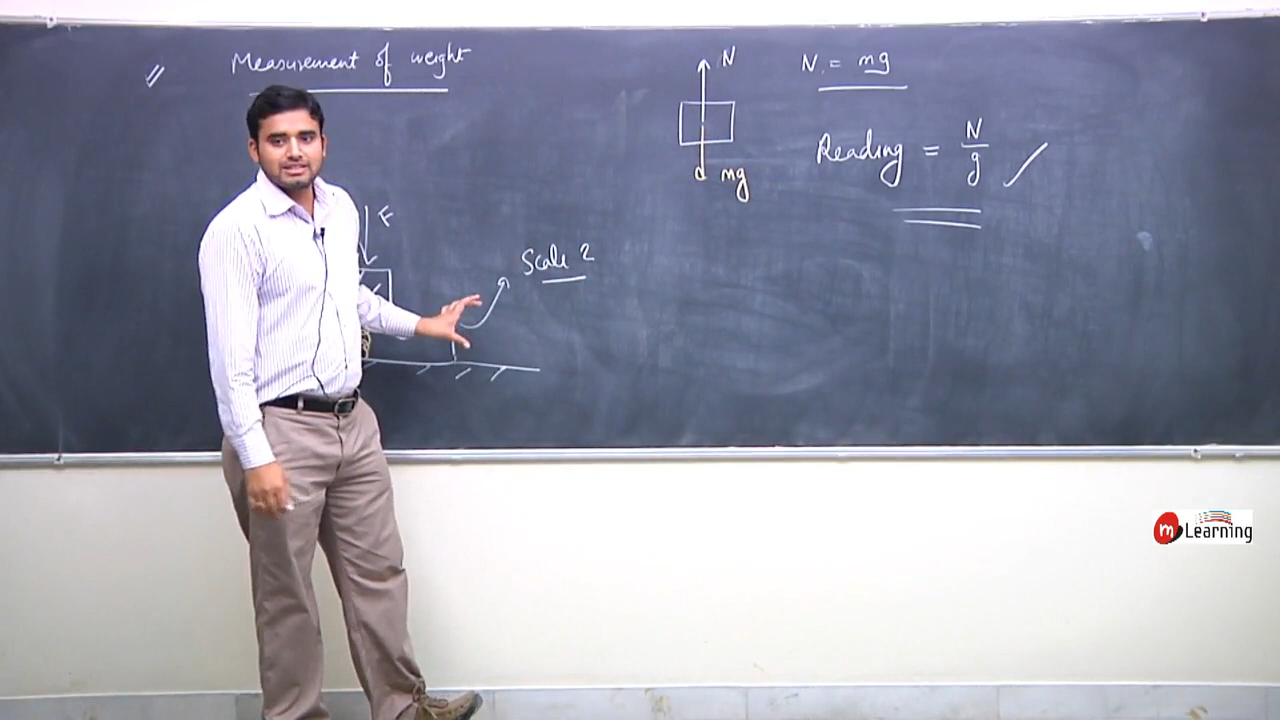 Measurement of weight
N
mg
N = mg
Reading = N/g
F
Scale 2
m Learning